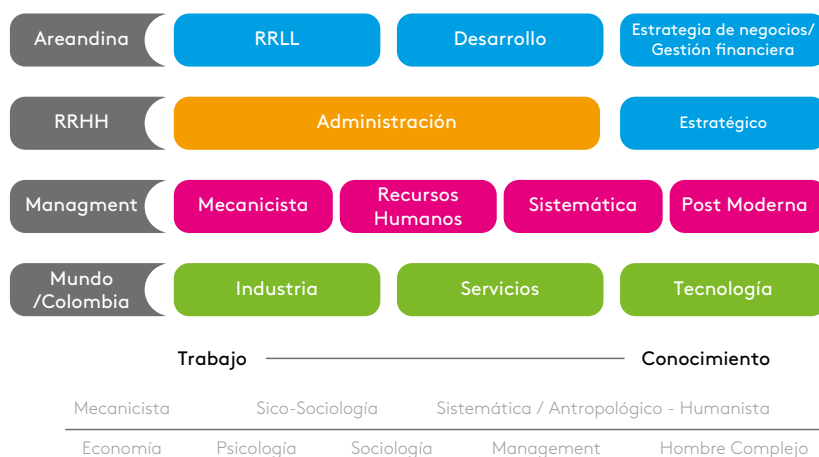 Areandina
RRLL
Desarrollo
Estrategia de negocios/
Gestión financiera
RRHH
Administración
Estratégico
Managment
Mecanicista
Recursos
Humanos
Sistemática
Post Moderna
Mundo
/Colombia
Industria
Servicios
Tecnología
Trabajo
Conocimiento
Mecanicista
Sico-Sociología
Sistemática / Antropológico - Humanista
Economía
Psicología
Sociología
Management
Hombre Complejo